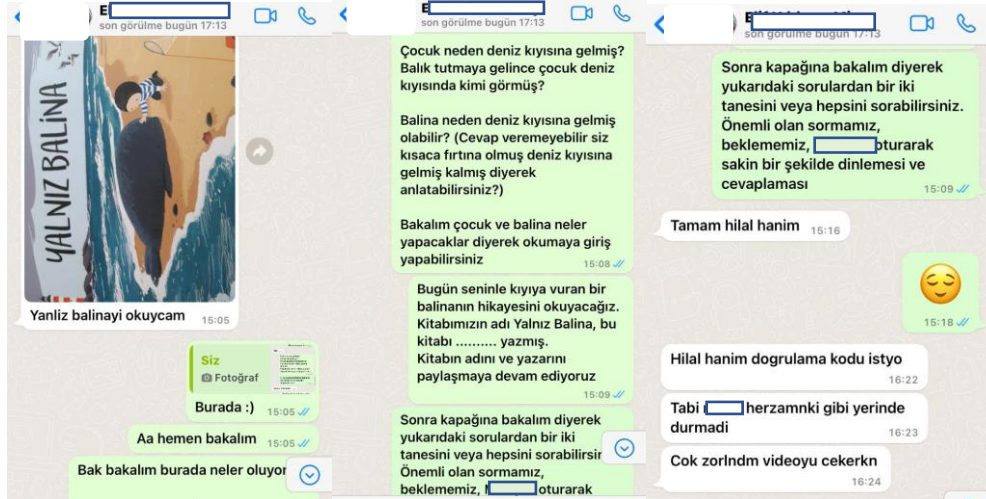 E
son görülme bugün 17:13
YALNIZ BALİNA
Yanliz balinayi okuycam 15:05
Siz
Fotoğraf
Burada :) 15:05
Aa hemen bakalım 15:05
Bak bakalım burada neler oluyor
E
son görülme bugün 17:13
Çocuk neden deniz kıyısına gelmiş?
Balık tutmaya gelince çocuk deniz
kıyısında kimi görmüş?
Balina neden deniz kıyısına gelmiş
olabilir? (Cevap veremeyebilir siz
kısaca fırtına olmuş deniz kıyısına
gelmiş kalmış diyerek
anlatabilirsiniz?)
Bakalım çocuk ve balina neler
yapacaklar diyerek okumaya giriş
yapabilirsiniz
15:08
Bugün seninle kıyıya vuran bir
balinanın hikayesini okuyacağız.
Kitabımızın adı Yalnız Balina, bu
kitabı .......... yazmış.
Kitabın adını ve yazarını
paylaşmaya devam ediyoruz
15:09
Sonra kapağına bakalım diyerek
yukarıdaki sorulardan bir iki
tanesini veya hepsini sorabilirsin
Önemli olan sormamız,
beklememiz, oturarak
son görülme bugün 17:13
Sonra kapağına bakalım diyerek
yukarıdaki sorulardan bir iki
tanesini veya hepsini sorabilirsiniz.
Önemli olan sormamız,
beklememiz, oturarak
sakin bir şekilde dinlemesi ve
cevaplaması
15:09
Tamam hilal hanim 15:16
15:18
Hilal hanim dogrulama kodu istyo
16:22
Tabi herzamnki gibi yerinde
durmadi
16:23
Cok zorlndm videoyu cekerkn
16:24